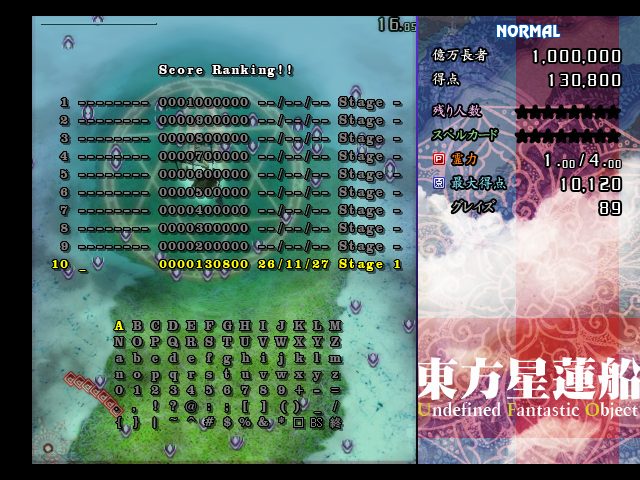 16.85
Score Ranking!!
1 -------- 0001000000 --/--/-- Stage -
2 -------- 0000900000 --/--/-- Stage -
3 -------- 0000800000 --/--/-- Stage -
4 -------- 0000700000 --/--/-- Stage -
5 -------- 0000600000 --/--/-- Stage -
6 -------- 0000500000 --/--/-- Stage -
7 -------- 0000400000 --/--/-- Stage -
8 -------- 0000300000 --/--/-- Stage -
9 -------- 0000200000 --/--/-- Stage -
10 _ 0000130800 26/11/27 Stage 1
A B C D E F G H I J K L M
N O P Q R S T U V W X Y Z
a b c d e f g h i j k l m
n o p q r s t u v w x y z
0 1 2 3 4 5 6 7 8 9 + - =
. , ! ? @ : ; [ ] ( ) _ /
{ } | ~ ^ # $ % & * □ BS 終
NORMAL
億万長者 1,000,000
得点 130,800
残り人数 ★★★★★★★★
スペルカード ★★★★★★★★
P 霊力 1.00/4.00
点 最大得点 10,120
グレイズ 89
東方星蓮船
Undefined Fantastic Object